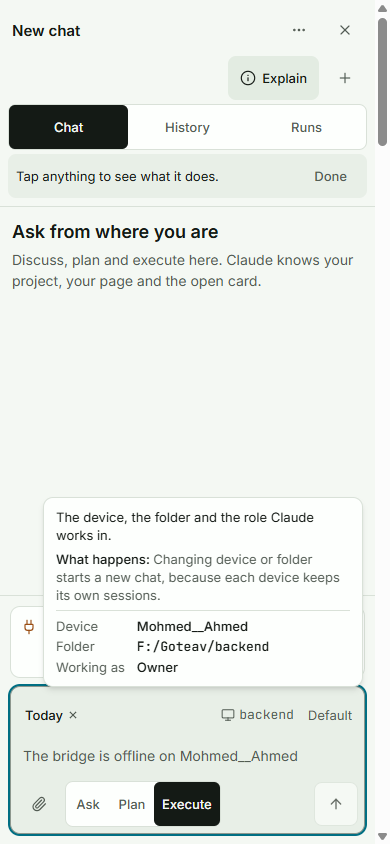 New chat
Explain
Chat History Runs
Tap anything to see what it does. Done
Ask from where you are
Discuss, plan and execute here. Claude knows your
project, your page and the open card.
The device, the folder and the role Claude
works in.
What happens: Changing device or folder
starts a new chat, because each device keeps
its own sessions.
Device Mohmed__Ahmed
Folder F:/Goteav/backend
Working as Owner
Today × backend Default
The bridge is offline on Mohmed__Ahmed
Ask Plan Execute